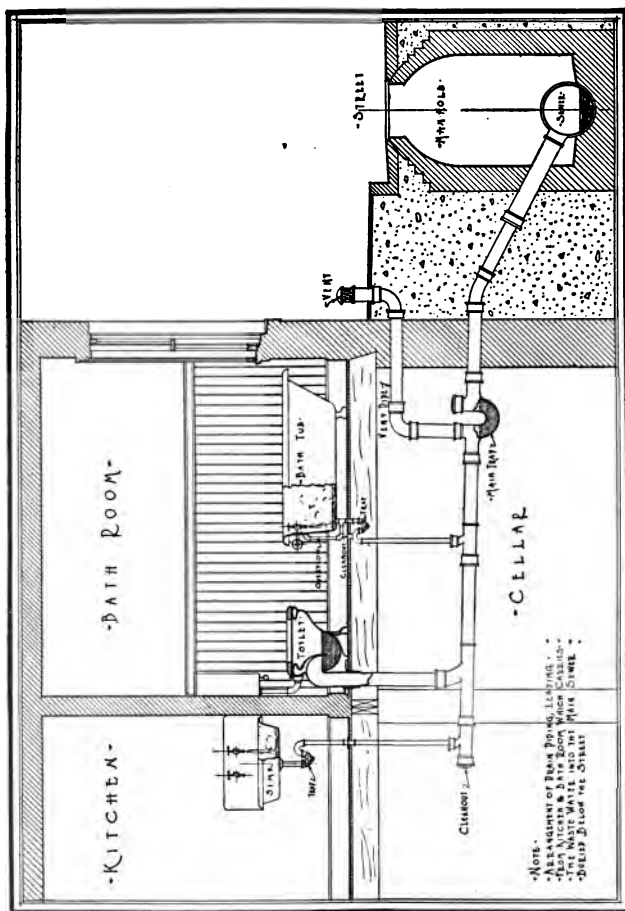 -KITCHEN-
-BATH ROOM-
SINK
TRAP
TOILET
-BATH TUB-
OVERFLOW
CLEANOUT
TRAP
VENT
-STREET
-MANHOLE-
-SEWER-
VENT PIPE
-MAIN TRAP
-CELLAR-
CLEANOUT
-NOTE-
-ARRANGEMENT OF DRAIN PIPING, LEADING-
-FROM KITCHEN & BATH ROOM WHICH CARRIES-
-THE WASTE WATER INTO THE MAIN SEWER-
-BURIED BELOW THE STREET